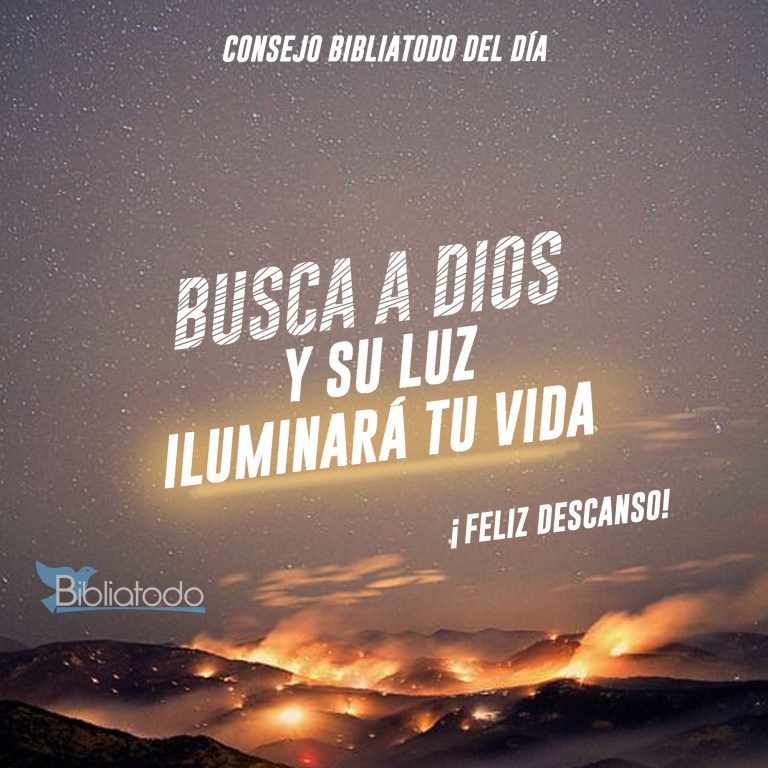 CONSEJO BIBLIATODO DEL DÍA
BUSCA A DIOS
Y SU LUZ
ILUMINARÁ TU VIDA
¡FELIZ DESCANSO!
Bibliatodo